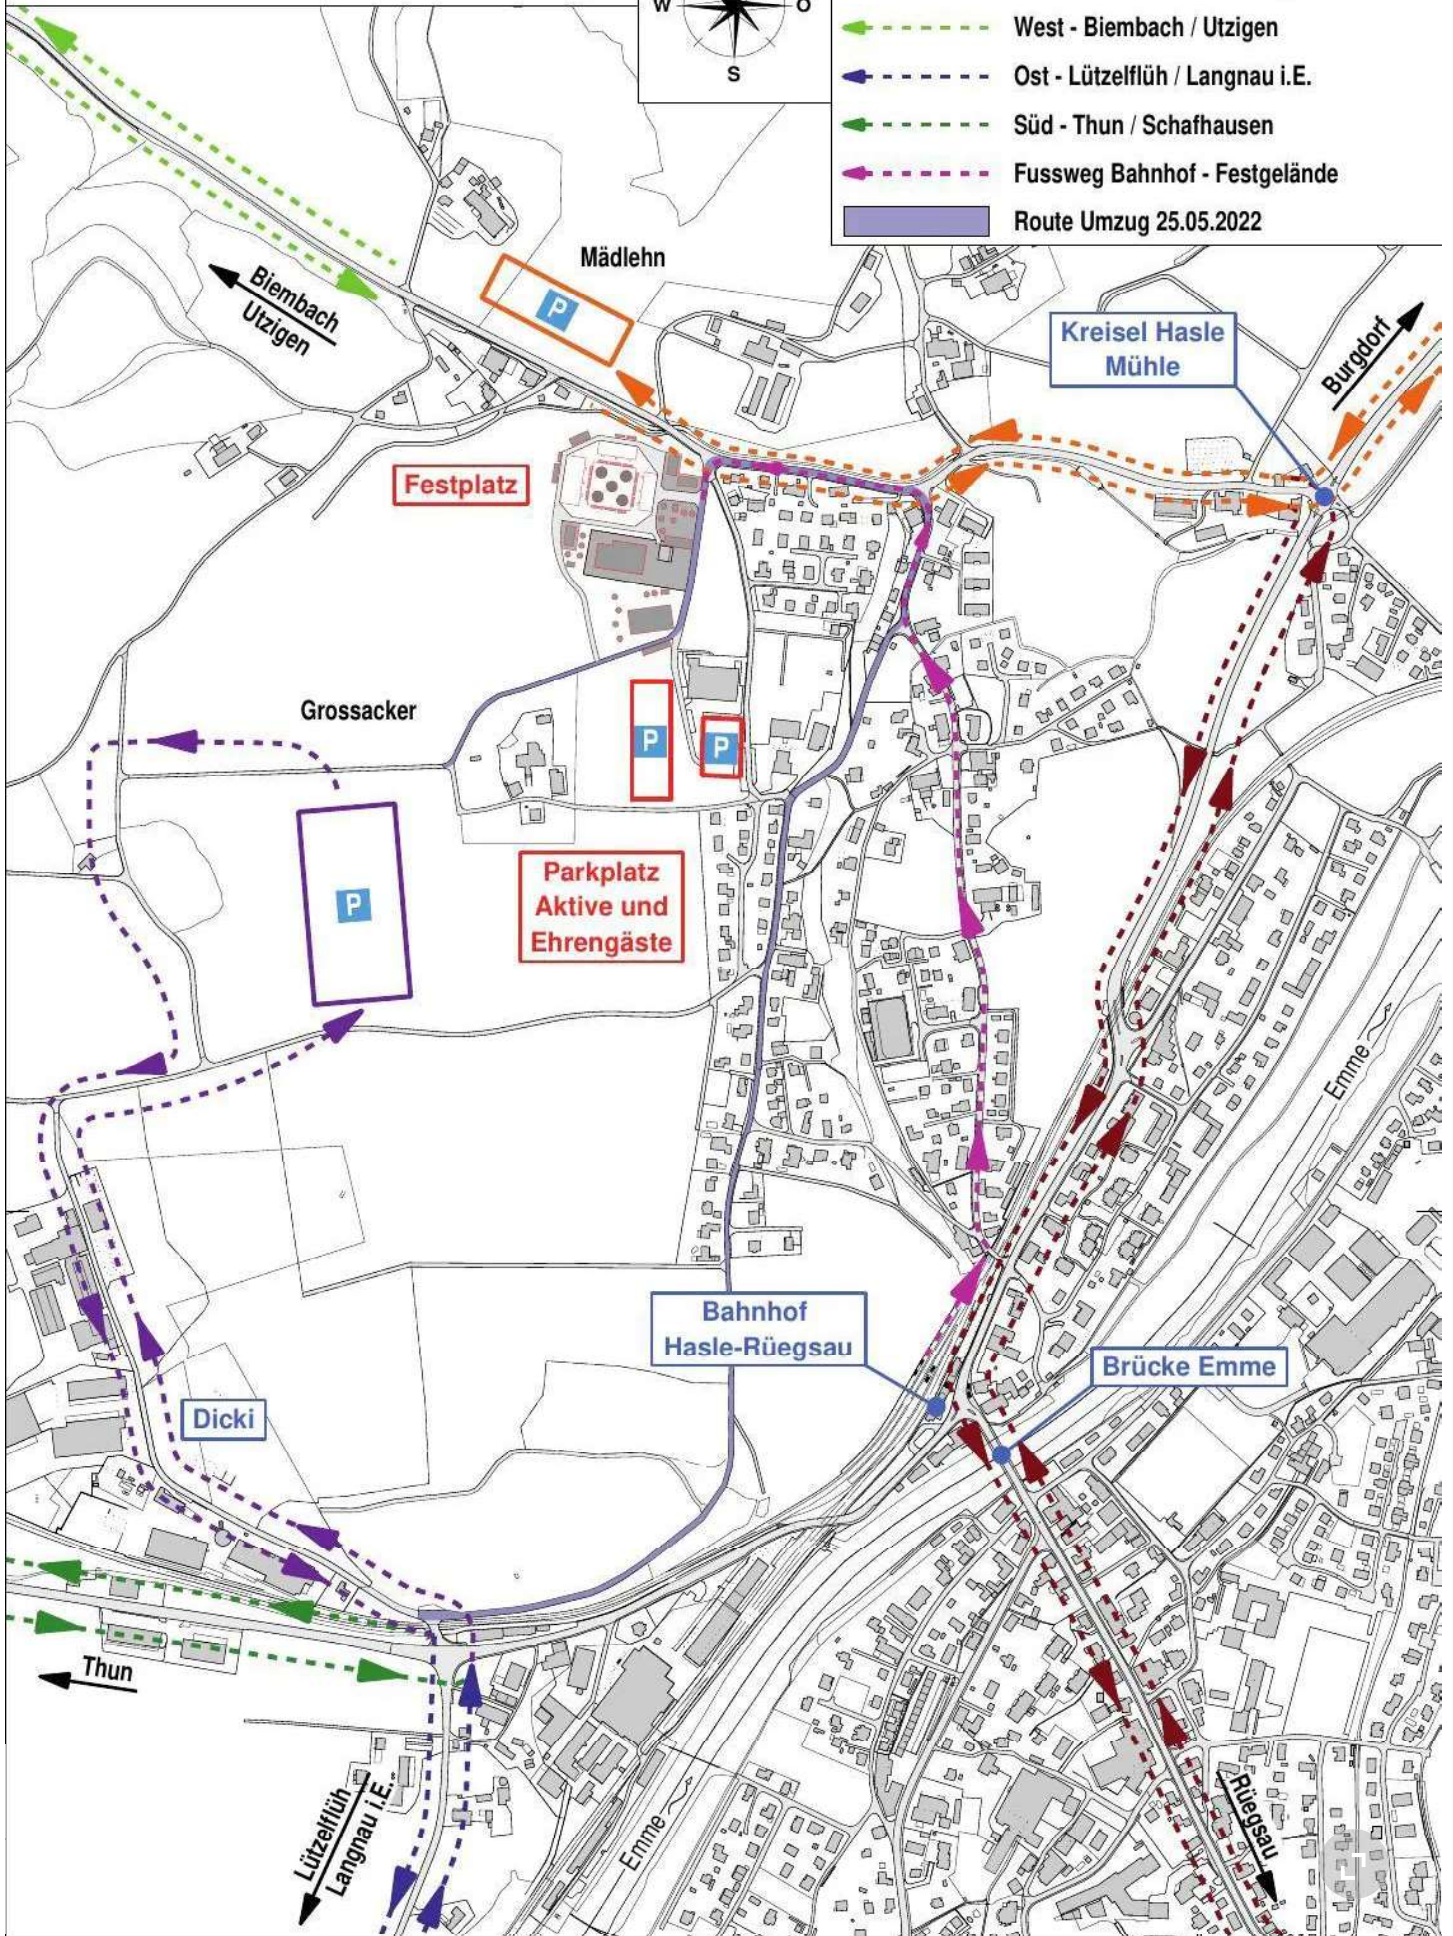 W
O
S
West - Biembach / Utzigen
Ost - Lützelflüh / Langnau i.E.
Süd - Thun / Schafhausen
Fussweg Bahnhof - Festgelände
Route Umzug 25.05.2022
Mädlehn
Biembach
Utzigen
P
Kreisel Hasle
Mühle
Burgdorf
Festplatz
Grossacker
P
P
Parkplatz
Aktive und
Ehrengäste
P
Emme
Bahnhof
Hasle-Rüegsau
Brücke Emme
Dicki
Thun
Lützelflüh
Langnau i.E.
Emme
Rüegsau